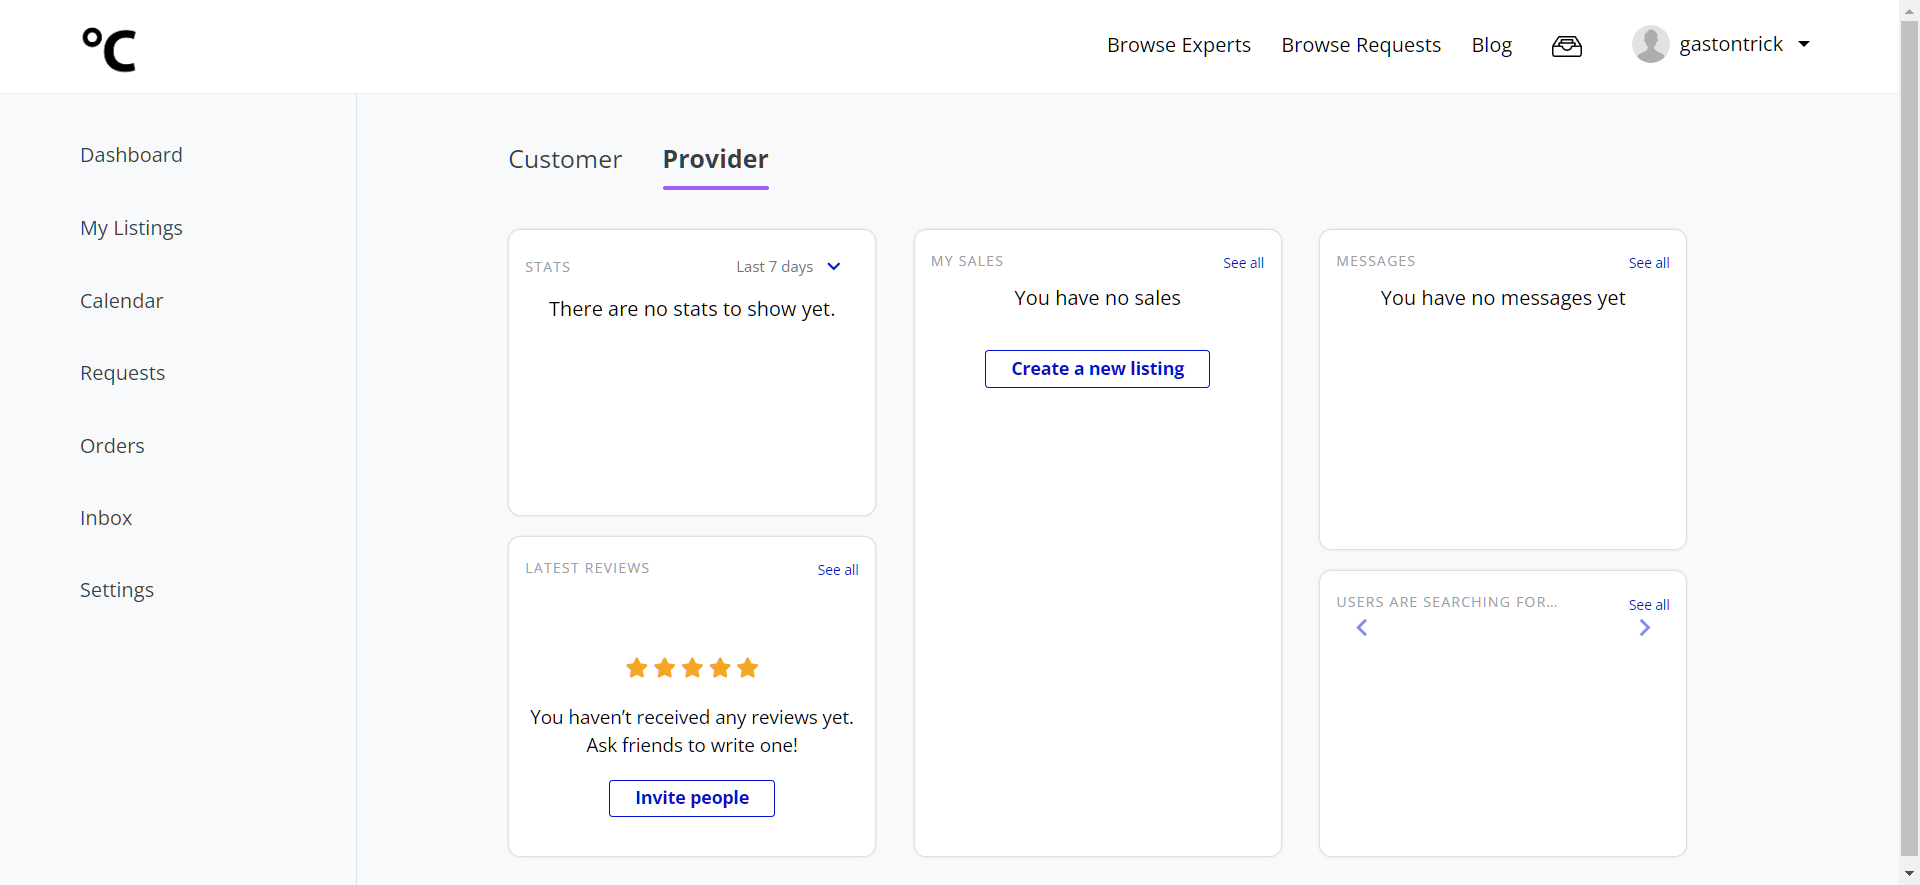 °C
Browse Experts
Browse Requests
Blog
gastontrick
Dashboard
My Listings
Calendar
Requests
Orders
Inbox
Settings
Customer
Provider
STATS
Last 7 days
There are no stats to show yet.
LATEST REVIEWS
See all
You haven’t received any reviews yet.
Ask friends to write one!
Invite people
MY SALES
See all
You have no sales
Create a new listing
MESSAGES
See all
You have no messages yet
USERS ARE SEARCHING FOR...
See all